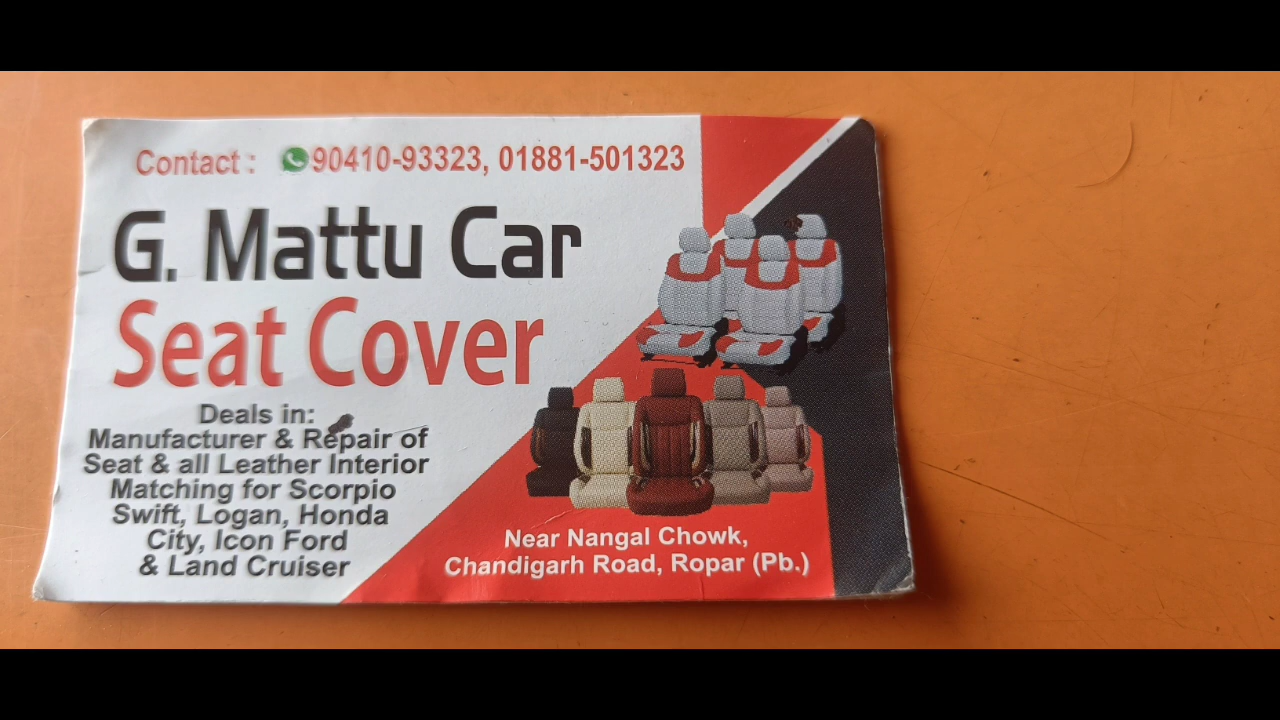 Contact : 90410-93323, 01881-501323
G. Mattu Car
Seat Cover
Deals in:
Manufacturer & Repair of
Seat & all Leather Interior
Matching for Scorpio
Swift, Logan, Honda
City, Icon Ford
& Land Cruiser
Near Nangal Chowk,
Chandigarh Road, Ropar (Pb.)